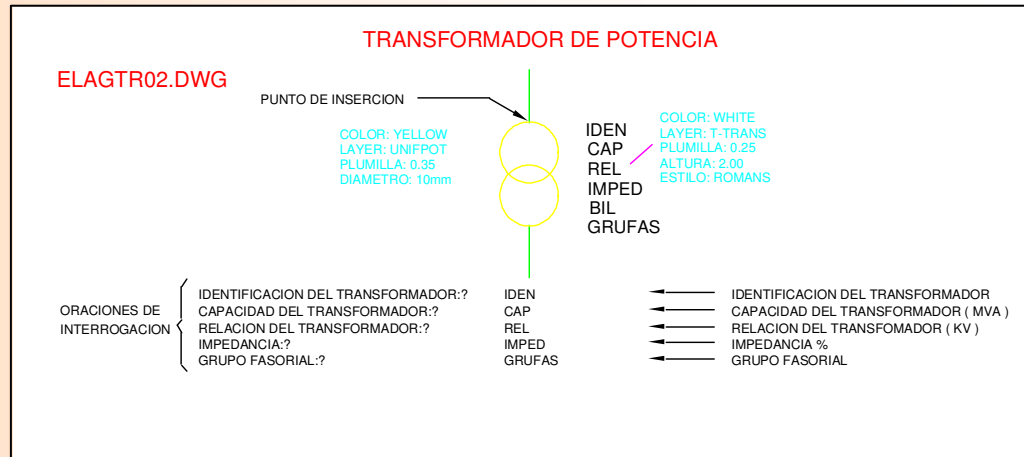 TRANSFORMADOR DE POTENCIA
ELAGTR02.DWG
PUNTO DE INSERCION
COLOR: YELLOW
LAYER: UNIFPOT
PLUMILLA: 0.35
DIAMETRO: 10mm
IDEN
CAP
REL
IMPED
BIL
GRUFAS
COLOR: WHITE
LAYER: T-TRANS
PLUMILLA: 0.25
ALTURA: 2.00
ESTILO: ROMANS
ORACIONES DE
INTERROGACION
IDENTIFICACION DEL TRANSFORMADOR:? IDEN IDENTIFICACION DEL TRANSFORMADOR
CAPACIDAD DEL TRANSFORMADOR:? CAP CAPACIDAD DEL TRANSFORMADOR ( MVA )
RELACION DEL TRANSFORMADOR:? REL RELACION DEL TRANSFOMADOR ( KV )
IMPEDANCIA:? IMPED IMPEDANCIA %
GRUPO FASORIAL:? GRUFAS GRUPO FASORIAL